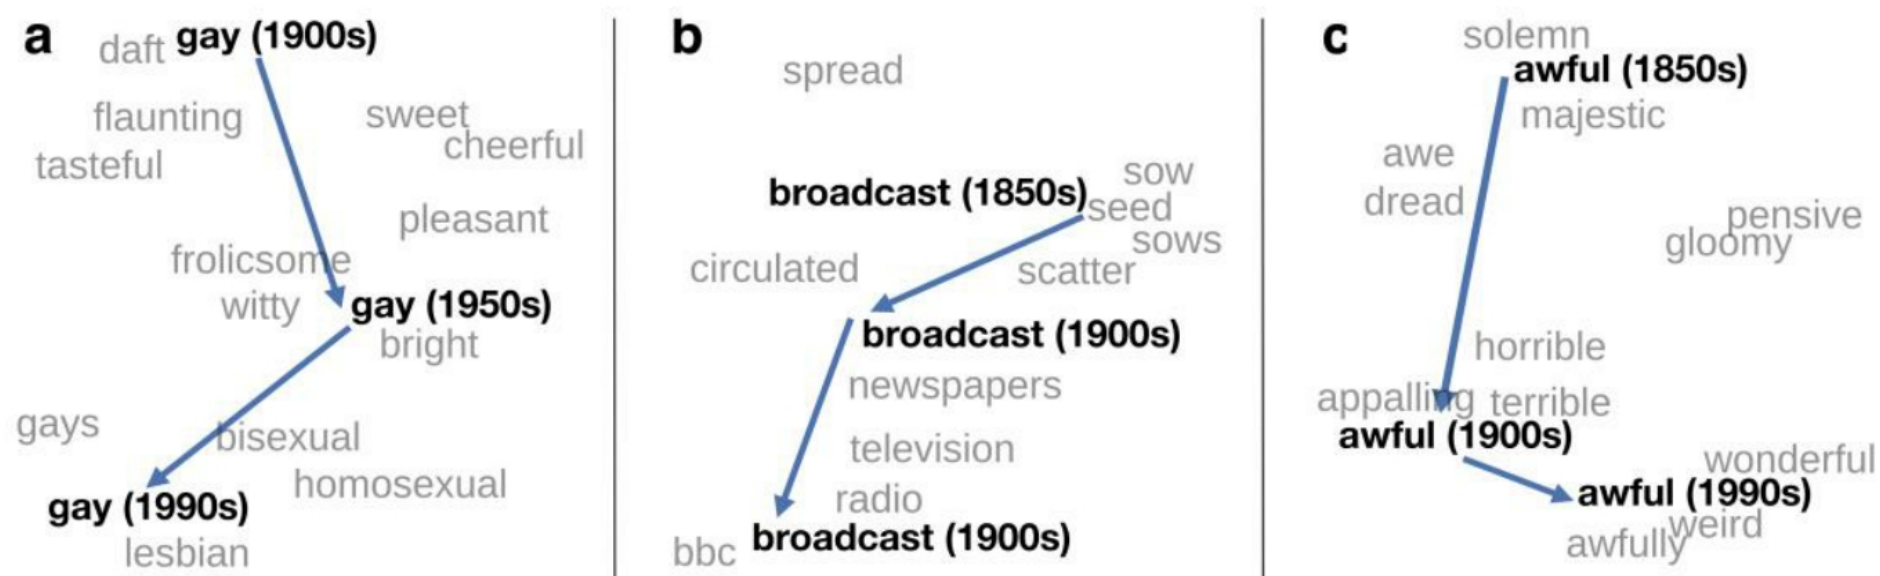 a
daft gay (1900s)
flaunting
sweet
cheerful
tasteful
pleasant
frolicsome
witty
gay (1950s)
bright
gays
bisexual
homosexual
gay (1990s)
lesbian
b
spread
sow
broadcast (1850s)
seed
sows
circulated
scatter
broadcast (1900s)
newspapers
television
radio
broadcast (1900s)
bbc
c
solemn
awful (1850s)
majestic
awe
dread
pensive
gloomy
horrible
appalling terrible
awful (1900s)
wonderful
awful (1990s)
weird
awfully